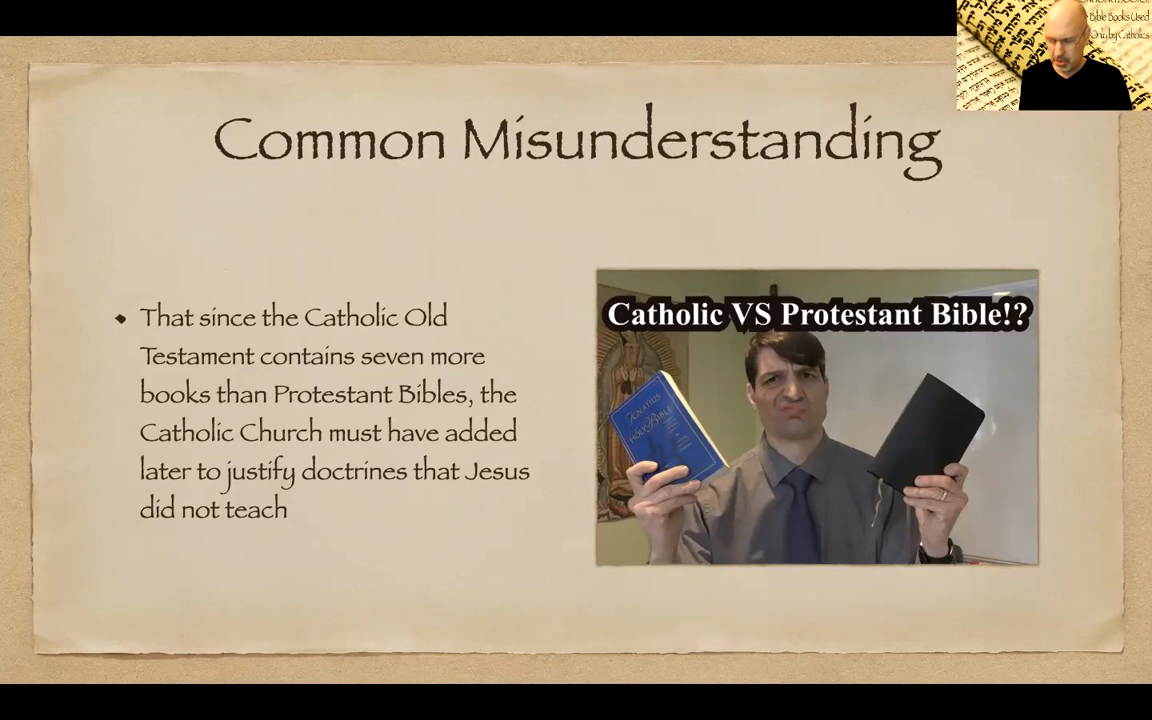 Bible Books Used
Only by Catholics
Common Misunderstanding
That since the Catholic Old
Testament contains seven more
books than Protestant Bibles, the
Catholic Church must have added
later to justify doctrines that Jesus
did not teach
Catholic VS Protestant Bible!?
IGNATIUS
HOLY BIBLE